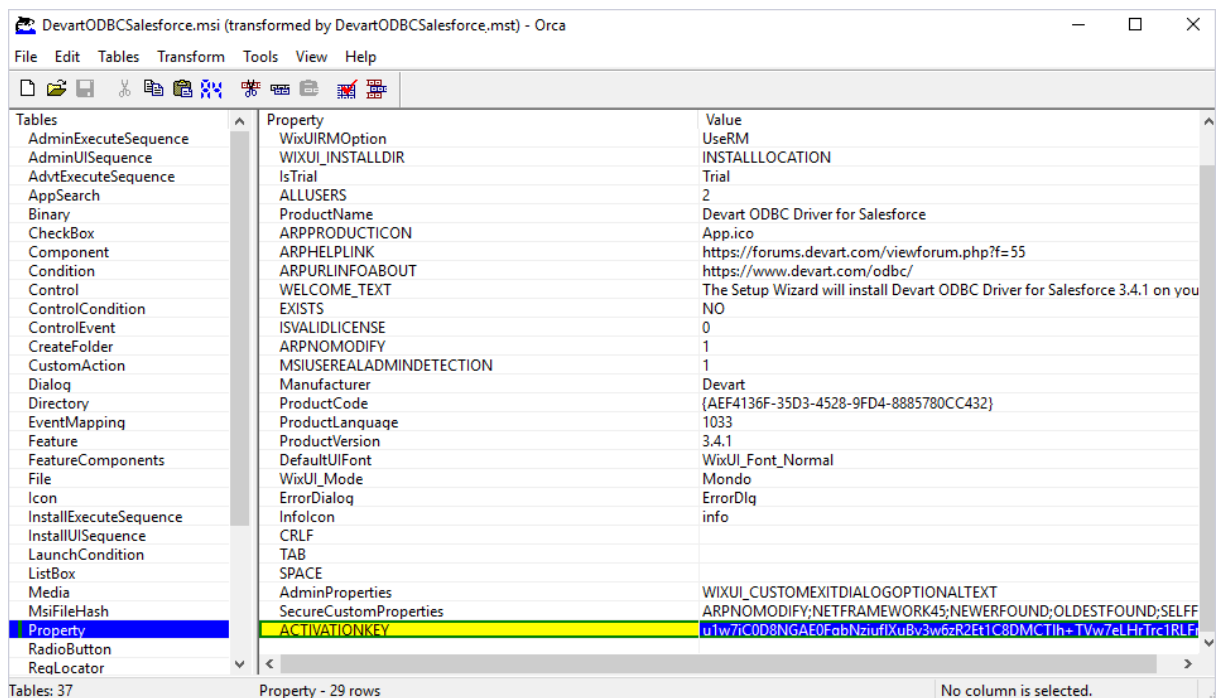 DevartODBCSalesforce.msi (transformed by DevartODBCSalesforce.mst) - Orca
File Edit Tables Transform Tools View Help
Tables Property Value
AdminExecuteSequence WixUIRMOption UseRM
AdminUISequence WIXUI_INSTALLDIR INSTALLLOCATION
AdvtExecuteSequence IsTrial Trial
AppSearch ALLUSERS 2
Binary ProductName Devart ODBC Driver for Salesforce
CheckBox ARPPRODUCTICON App.ico
Component ARPHELPLINK https://forums.devart.com/viewforum.php?f=55
Condition ARPURLINFOABOUT https://www.devart.com/odbc/
Control WELCOME_TEXT The Setup Wizard will install Devart ODBC Driver for Salesforce 3.4.1 on you
ControlCondition EXISTS NO
ControlEvent ISVALIDLICENSE 0
CreateFolder ARPNOMODIFY 1
CustomAction MSIUSEREALADMINDETECTION 1
Dialog Manufacturer Devart
Directory ProductCode {AEF4136F-35D3-4528-9FD4-8885780CC432}
EventMapping ProductLanguage 1033
Feature ProductVersion 3.4.1
FeatureComponents DefaultUIFont WixUI_Font_Normal
File WixUI_Mode Mondo
Icon ErrorDialog ErrorDlg
InstallExecuteSequence InfoIcon info
InstallUISequence CRLF
LaunchCondition TAB
ListBox SPACE
Media AdminProperties WIXUI_CUSTOMEXITDIALOGOPTIONALTEXT
MsiFileHash SecureCustomProperties ARPNOMODIFY;NETFRAMEWORK45;NEWERFOUND;OLDESTFOUND;SELFF
Property ACTIVATIONKEY
RadioButton
RegLocator
Tables: 37 Property - 29 rows No column is selected.